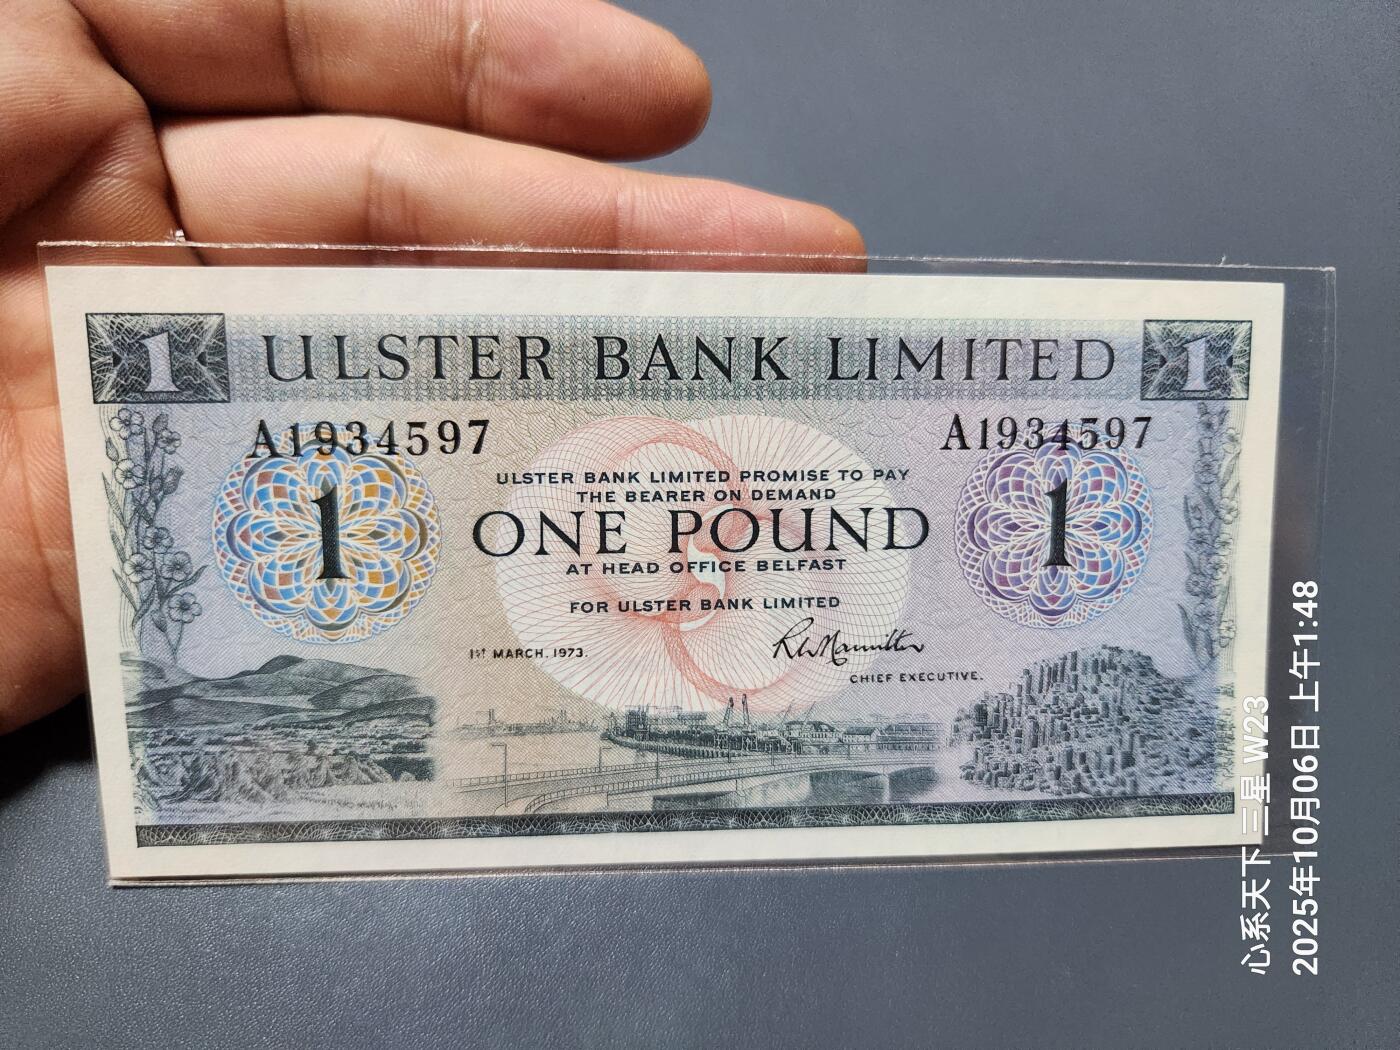 1 ULSTER BANK LIMITED 1
A1934597 A1934597
ULSTER BANK LIMITED PROMISE TO PAY
THE BEARER ON DEMAND
1 ONE POUND 1
AT HEAD OFFICE BELFAST
FOR ULSTER BANK LIMITED
1ST MARCH, 1973.
CHIEF EXECUTIVE.
心系天下三星 W23
2025年10月06日 上午1:48